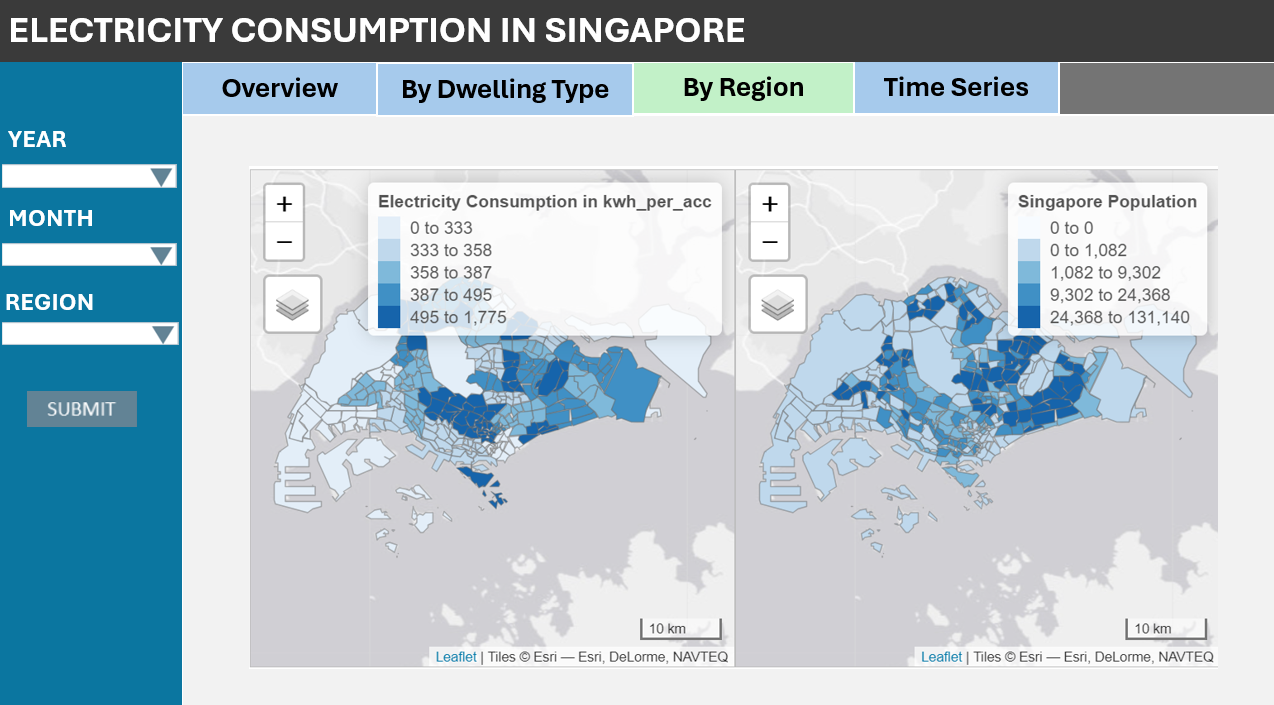 ELECTRICITY CONSUMPTION IN SINGAPORE
Overview
By Dwelling Type
By Region
Time Series
YEAR
MONTH
REGION
SUBMIT
+
−
Electricity Consumption in kwh_per_acc
0 to 333
333 to 358
358 to 387
387 to 495
495 to 1,775
10 km
Leaflet | Tiles © Esri — Esri, DeLorme, NAVTEQ
+
−
Singapore Population
0 to 0
0 to 1,082
1,082 to 9,302
9,302 to 24,368
24,368 to 131,140
10 km
Leaflet | Tiles © Esri — Esri, DeLorme, NAVTEQ